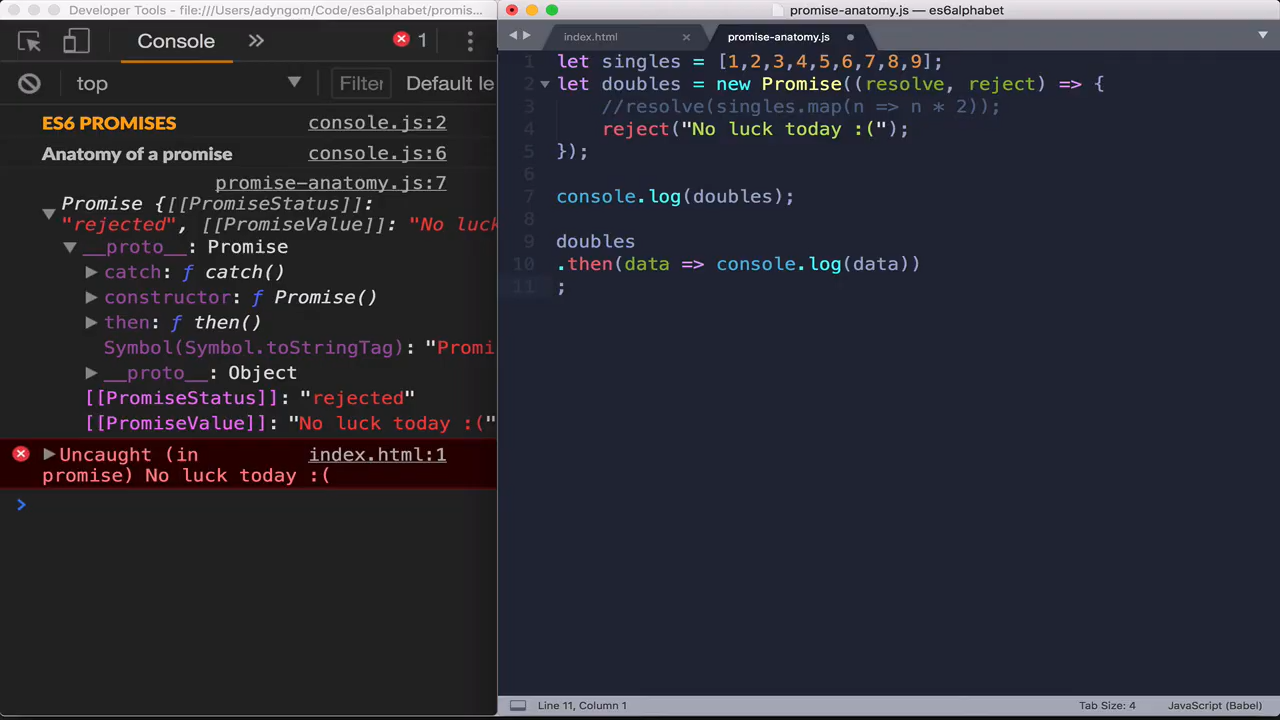 Developer Tools - file:///Users/adyngom/Code/es6alphabet/promis...
Console » 1
top Filter Default le
ES6 PROMISES console.js:2
Anatomy of a promise console.js:6
promise-anatomy.js:7
Promise {[[PromiseStatus]]:
"rejected", [[PromiseValue]]: "No luck
__proto__: Promise
catch: ƒ catch()
constructor: ƒ Promise()
then: ƒ then()
Symbol(Symbol.toStringTag): "Promi
__proto__: Object
[[PromiseStatus]]: "rejected"
[[PromiseValue]]: "No luck today :("
Uncaught (in index.html:1
promise) No luck today :(
>
promise-anatomy.js — es6alphabet
index.html × promise-anatomy.js
1 let singles = [1,2,3,4,5,6,7,8,9];
2 let doubles = new Promise((resolve, reject) => {
3 //resolve(singles.map(n => n * 2));
4 reject("No luck today :(");
5 });
6
7 console.log(doubles);
8
9 doubles
10 .then(data => console.log(data))
11 ;
Line 11, Column 1 Tab Size: 4 JavaScript (Babel)